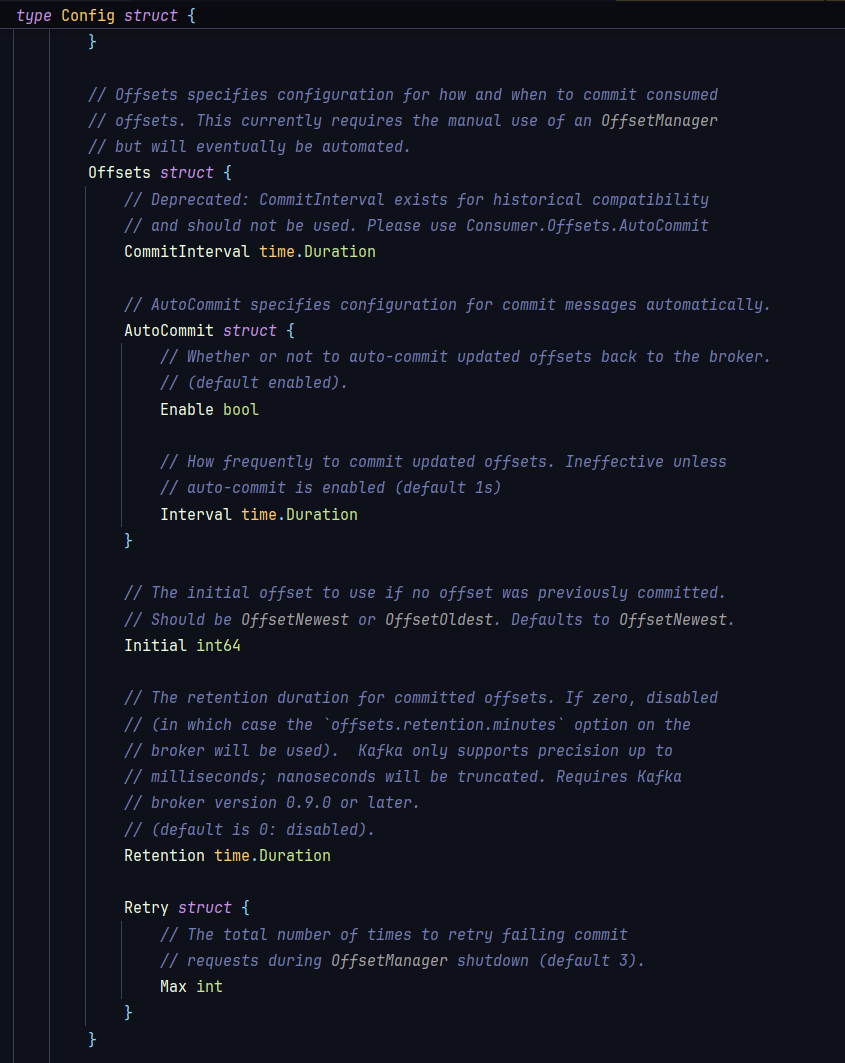 type Config struct {
}
// Offsets specifies configuration for how and when to commit consumed
// offsets. This currently requires the manual use of an OffsetManager
// but will eventually be automated.
Offsets struct {
// Deprecated: CommitInterval exists for historical compatibility
// and should not be used. Please use Consumer.Offsets.AutoCommit
CommitInterval time.Duration
// AutoCommit specifies configuration for commit messages automatically.
AutoCommit struct {
// Whether or not to auto-commit updated offsets back to the broker.
// (default enabled).
Enable bool
// How frequently to commit updated offsets. Ineffective unless
// auto-commit is enabled (default 1s)
Interval time.Duration
}
// The initial offset to use if no offset was previously committed.
// Should be OffsetNewest or OffsetOldest. Defaults to OffsetNewest.
Initial int64
// The retention duration for committed offsets. If zero, disabled
// (in which case the `offsets.retention.minutes` option on the
// broker will be used).  Kafka only supports precision up to
// milliseconds; nanoseconds will be truncated. Requires Kafka
// broker version 0.9.0 or later.
// (default is 0: disabled).
Retention time.Duration
Retry struct {
// The total number of times to retry failing commit
// requests during OffsetManager shutdown (default 3).
Max int
}
}